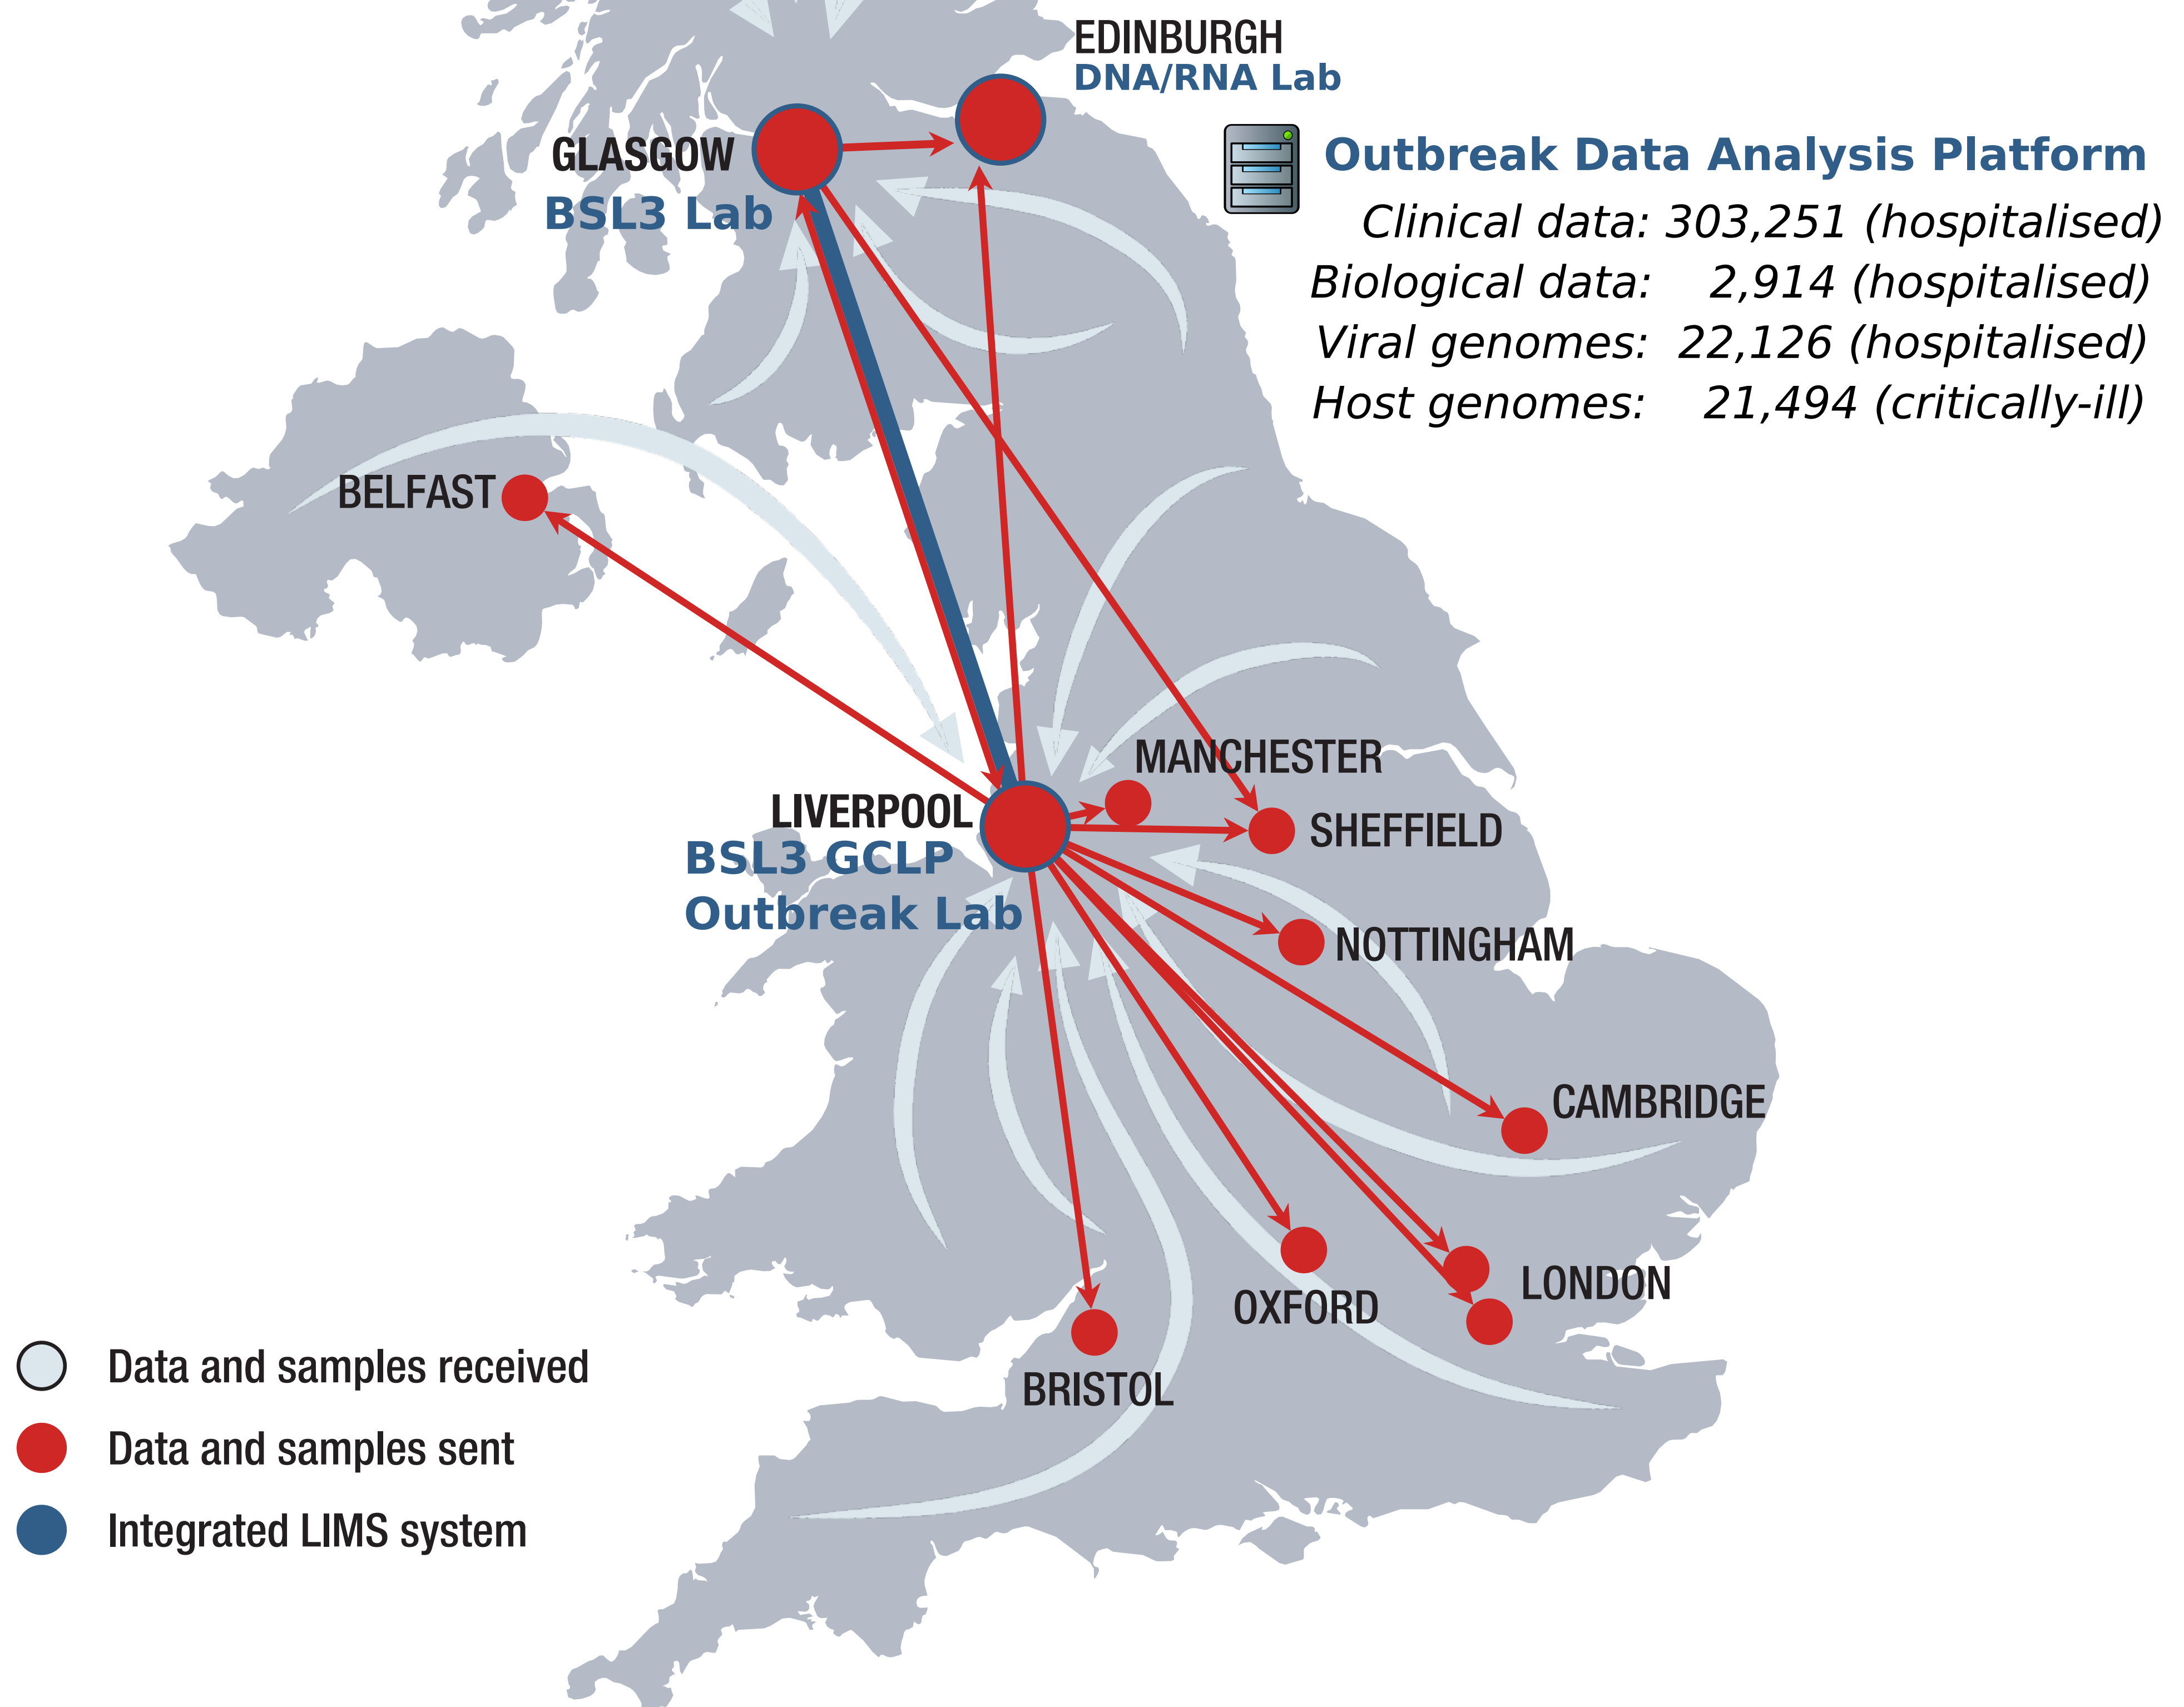 EDINBURGH
DNA/RNA Lab
GLASGOW
BSL3 Lab
Outbreak Data Analysis Platform
Clinical data: 303,251 (hospitalised)
Biological data: 2,914 (hospitalised)
Viral genomes: 22,126 (hospitalised)
Host genomes: 21,494 (critically-ill)
BELFAST
MANCHESTER
LIVERPOOL
BSL3 GCLP
Outbreak Lab
SHEFFIELD
NOTTINGHAM
CAMBRIDGE
LONDON
OXFORD
BRISTOL
Data and samples received
Data and samples sent
Integrated LIMS system